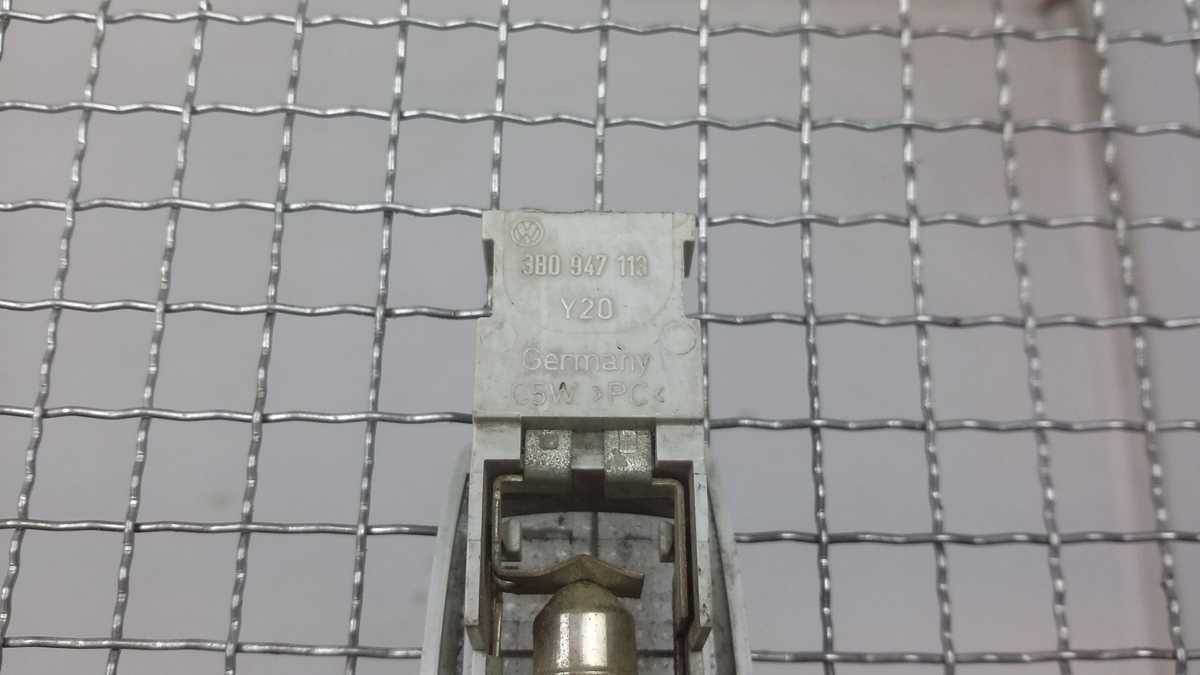 3B0 947 113
Y20
Germany
C5W >PC<